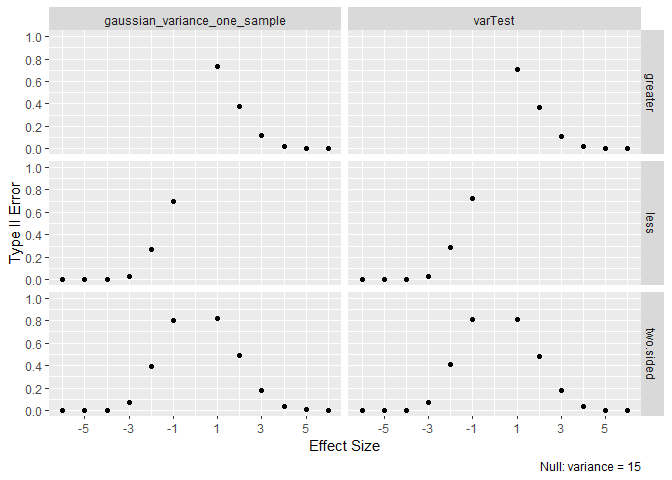 gaussian_variance_one_sample varTest
1.0
0.8
0.6
0.4
0.2
0.0
greater
1.0
0.8
0.6
0.4
0.2
0.0
less
1.0
0.8
0.6
0.4
0.2
0.0
two.sided
Type II Error
-5 -3 -1 1 3 5 -5 -3 -1 1 3 5
Effect Size
Null: variance = 15